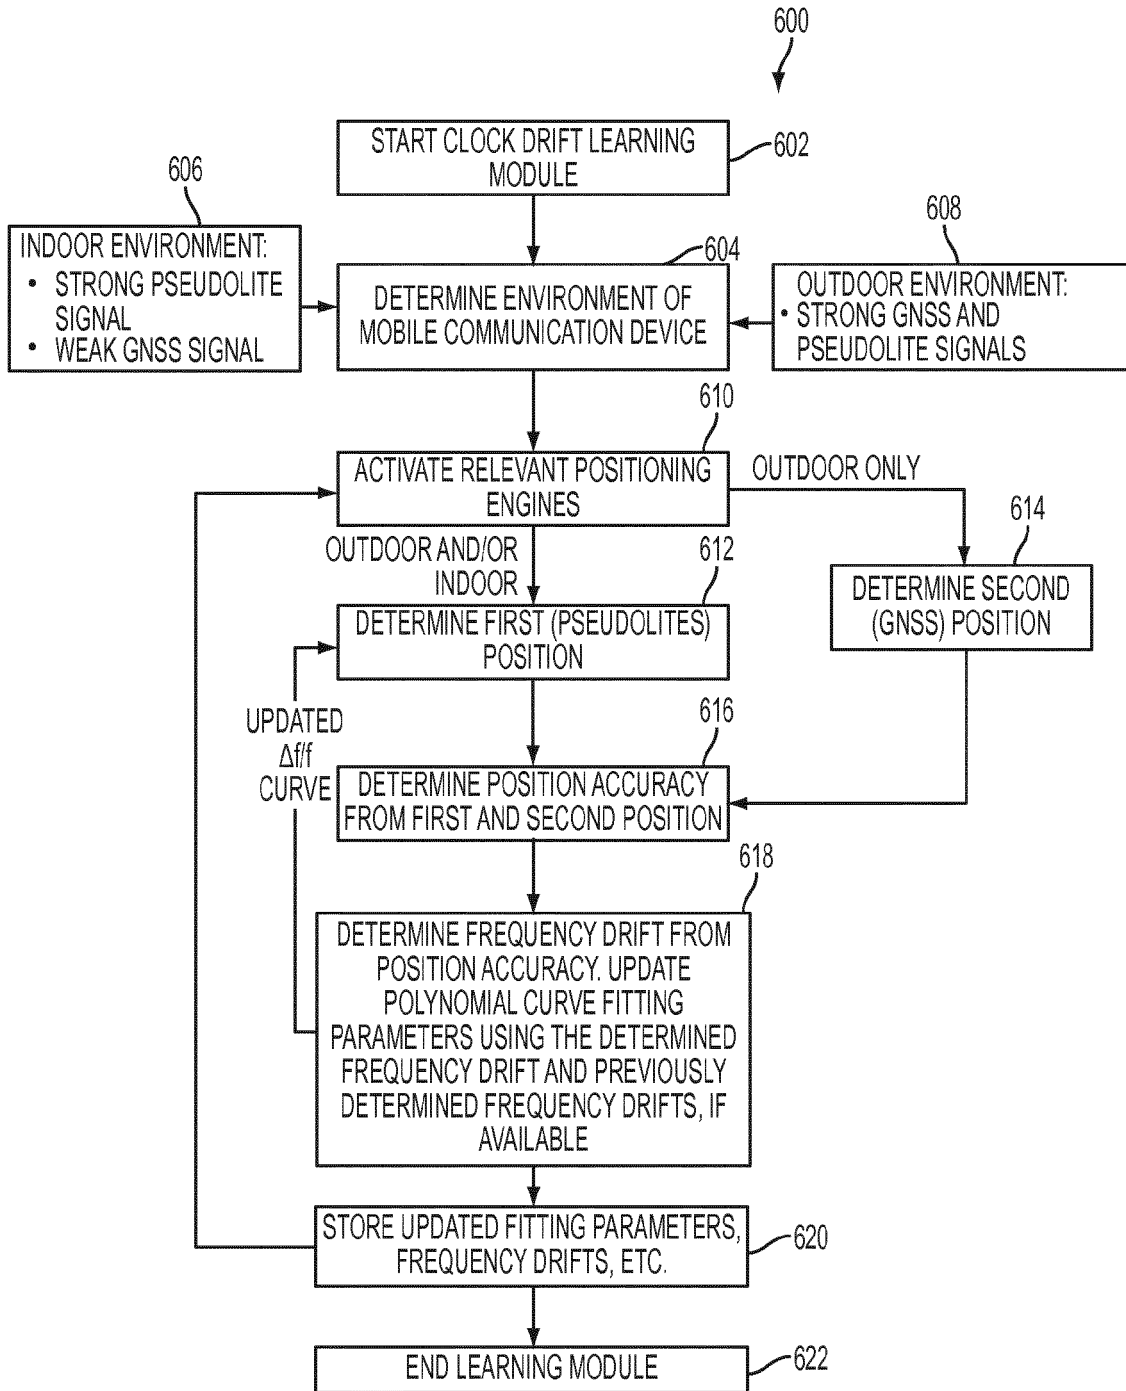 600
START CLOCK DRIFT LEARNING
MODULE
602
606
INDOOR ENVIRONMENT:
• STRONG PSEUDOLITE
SIGNAL
• WEAK GNSS SIGNAL
604
DETERMINE ENVIRONMENT OF
MOBILE COMMUNICATION DEVICE
608
OUTDOOR ENVIRONMENT:
• STRONG GNSS AND
PSEUDOLITE SIGNALS
610
ACTIVATE RELEVANT POSITIONING
ENGINES
OUTDOOR ONLY
OUTDOOR AND/OR
INDOOR
612
DETERMINE FIRST (PSEUDOLITES)
POSITION
614
DETERMINE SECOND
(GNSS) POSITION
UPDATED
Δf/f
CURVE
616
DETERMINE POSITION ACCURACY
FROM FIRST AND SECOND POSITION
618
DETERMINE FREQUENCY DRIFT FROM
POSITION ACCURACY. UPDATE
POLYNOMIAL CURVE FITTING
PARAMETERS USING THE DETERMINED
FREQUENCY DRIFT AND PREVIOUSLY
DETERMINED FREQUENCY DRIFTS, IF
AVAILABLE
STORE UPDATED FITTING PARAMETERS,
FREQUENCY DRIFTS, ETC.
620
END LEARNING MODULE
622